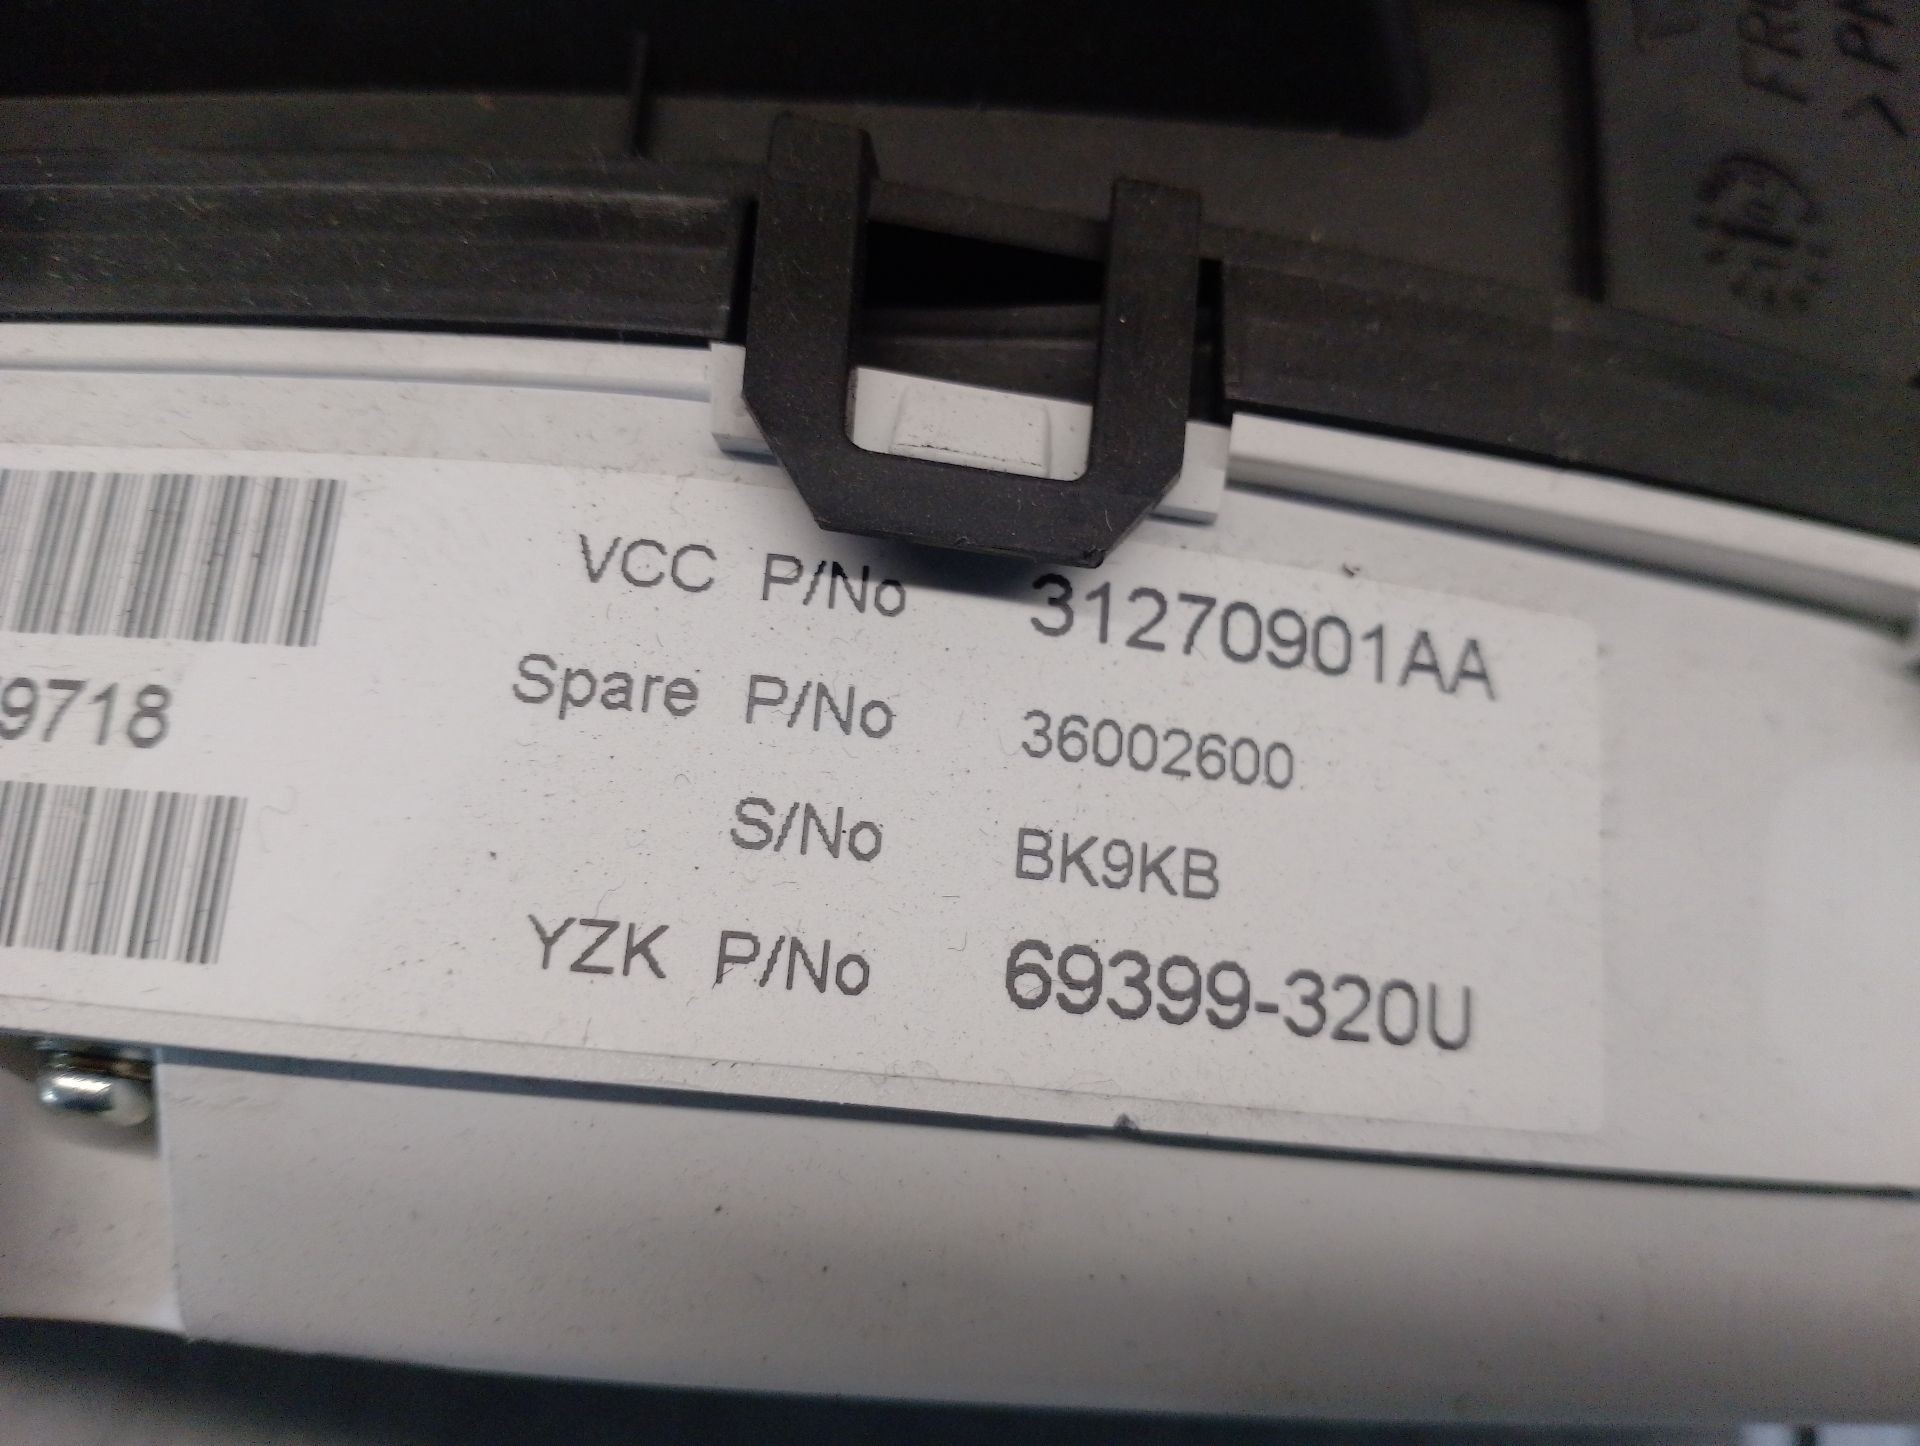 VCC P/No 31270901AA
Spare P/No 36002600
9718
S/No BK9KB
YZK P/No 69399-320U